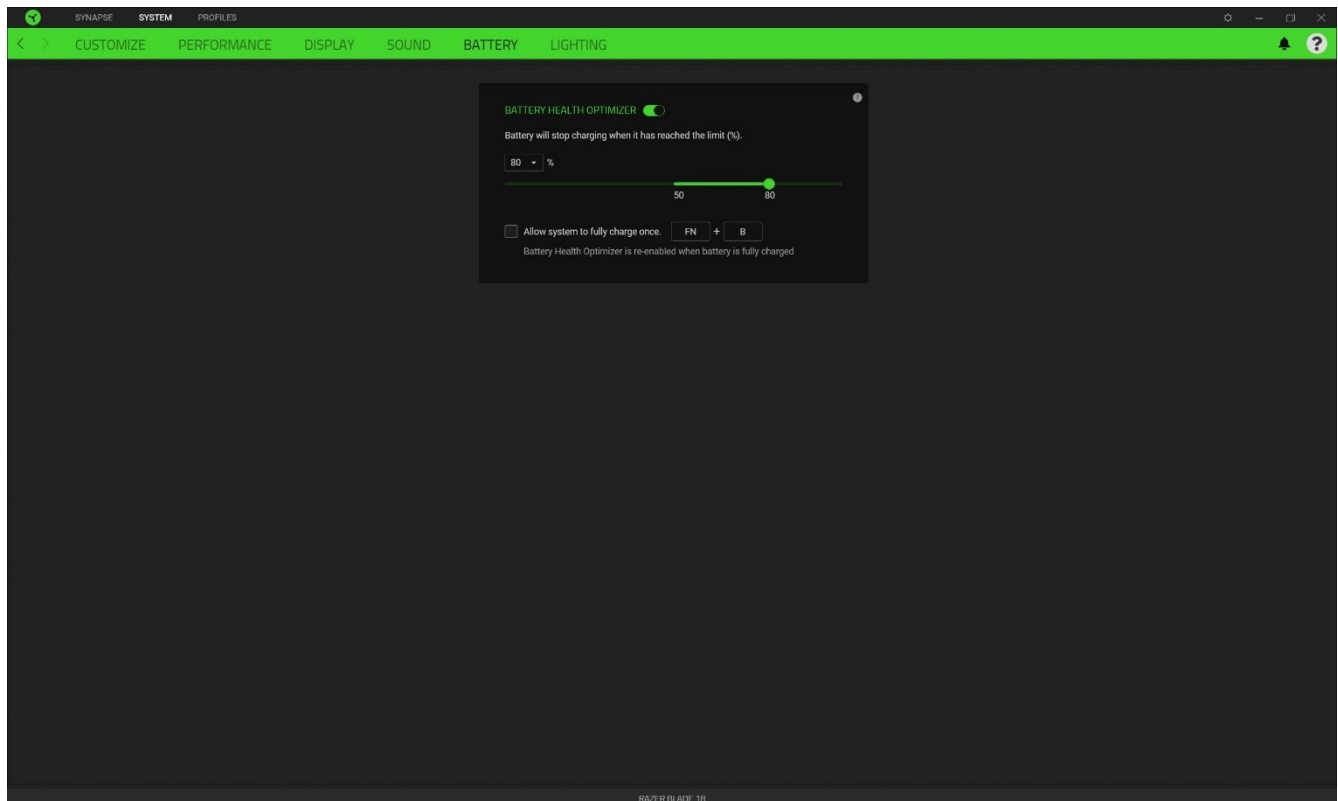 SYNAPSE SYSTEM PROFILES
CUSTOMIZE PERFORMANCE DISPLAY SOUND BATTERY LIGHTING ?
BATTERY HEALTH OPTIMIZER ?
Battery will stop charging when it has reached the limit (%).
80 %
50 80
Allow system to fully charge once. FN + B
Battery Health Optimizer is re-enabled when battery is fully charged
RAZER BLADE 18